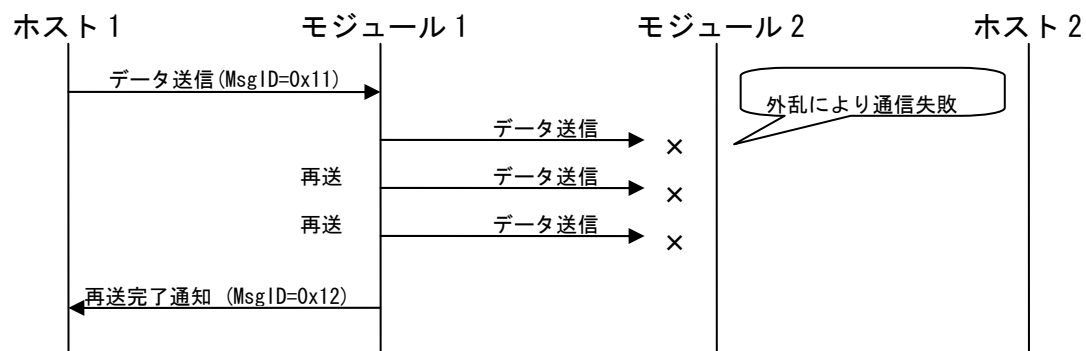 ホスト1 モジュール1 モジュール2 ホスト2
データ送信(MsgID=0x11)
外乱により通信失敗
データ送信 ×
再送 データ送信 ×
再送 データ送信 ×
再送完了通知 (MsgID=0x12)